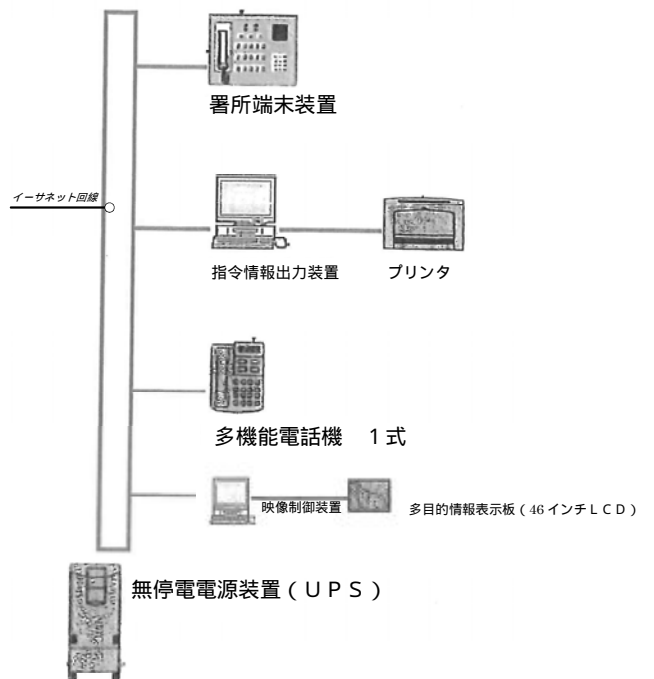 署所端末装置
イーサネット回線
指令情報出力装置
プリンタ
多機能電話機　１式
映像制御装置
多目的情報表示板（46インチＬＣＤ）
無停電電源装置（ＵＰＳ）